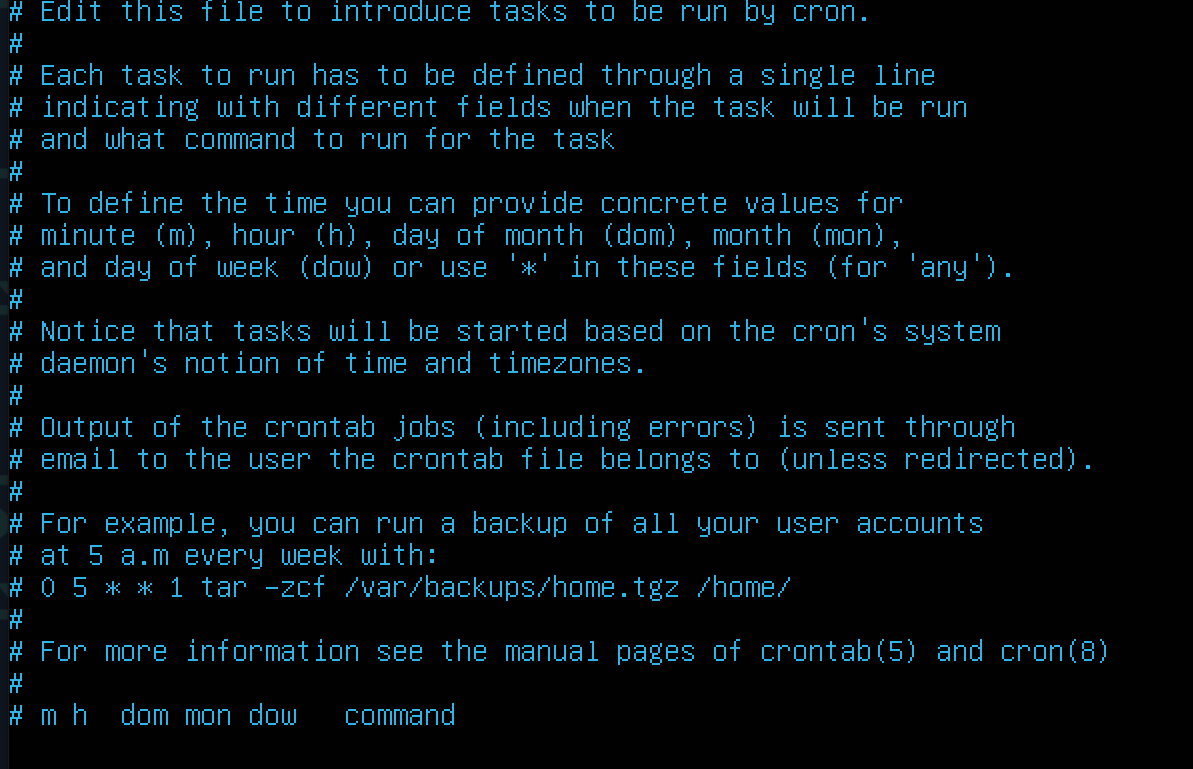 # Edit this file to introduce tasks to be run by cron.
#
# Each task to run has to be defined through a single line
# indicating with different fields when the task will be run
# and what command to run for the task
#
# To define the time you can provide concrete values for
# minute (m), hour (h), day of month (dom), month (mon),
# and day of week (dow) or use '*' in these fields (for 'any').
#
# Notice that tasks will be started based on the cron's system
# daemon's notion of time and timezones.
#
# Output of the crontab jobs (including errors) is sent through
# email to the user the crontab file belongs to (unless redirected).
#
# For example, you can run a backup of all your user accounts
# at 5 a.m every week with:
# 0 5 * * 1 tar -zcf /var/backups/home.tgz /home/
#
# For more information see the manual pages of crontab(5) and cron(8)
#
# m h  dom mon dow   command